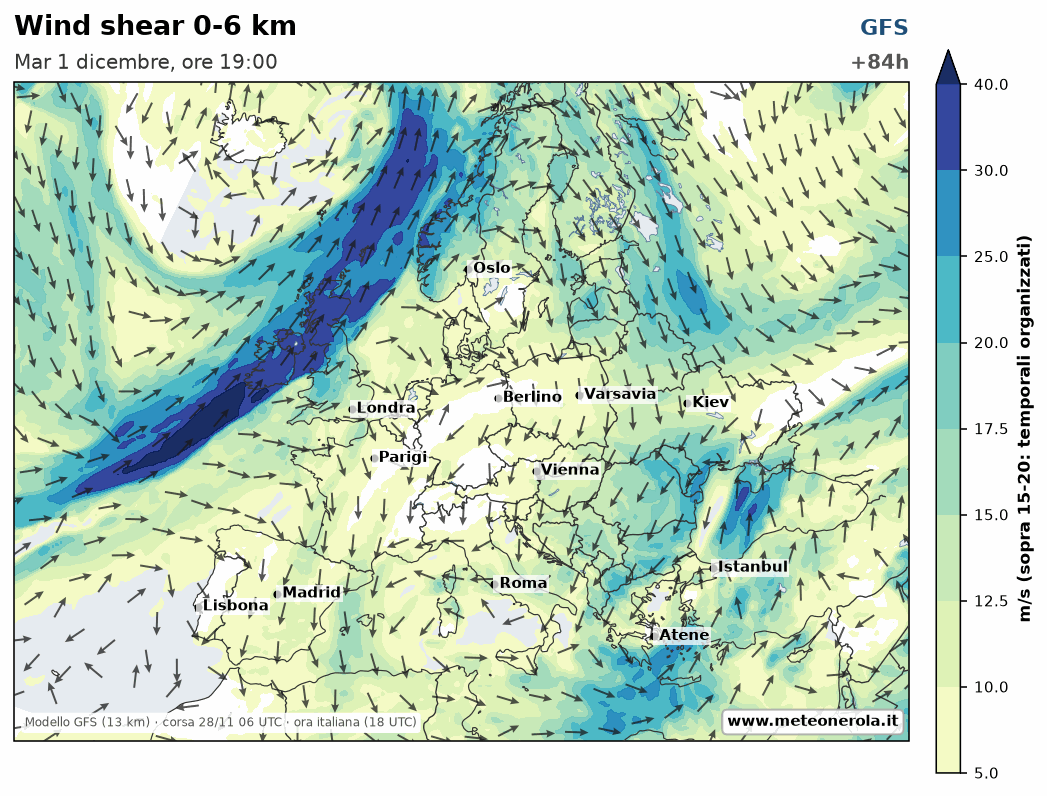 Wind shear 0-6 km
GFS
Mar 1 dicembre, ore 19:00
+84h
40.0
30.0
25.0
20.0
17.5
15.0
12.5
10.0
5.0
m/s (sopra 15-20: temporali organizzati)
Oslo
Berlino
Varsavia
Kiev
Londra
Parigi
Vienna
Istanbul
Roma
Madrid
Lisbona
Atene
Modello GFS (13 km) · corsa 28/11 06 UTC · ora italiana (18 UTC)
www.meteonerola.it